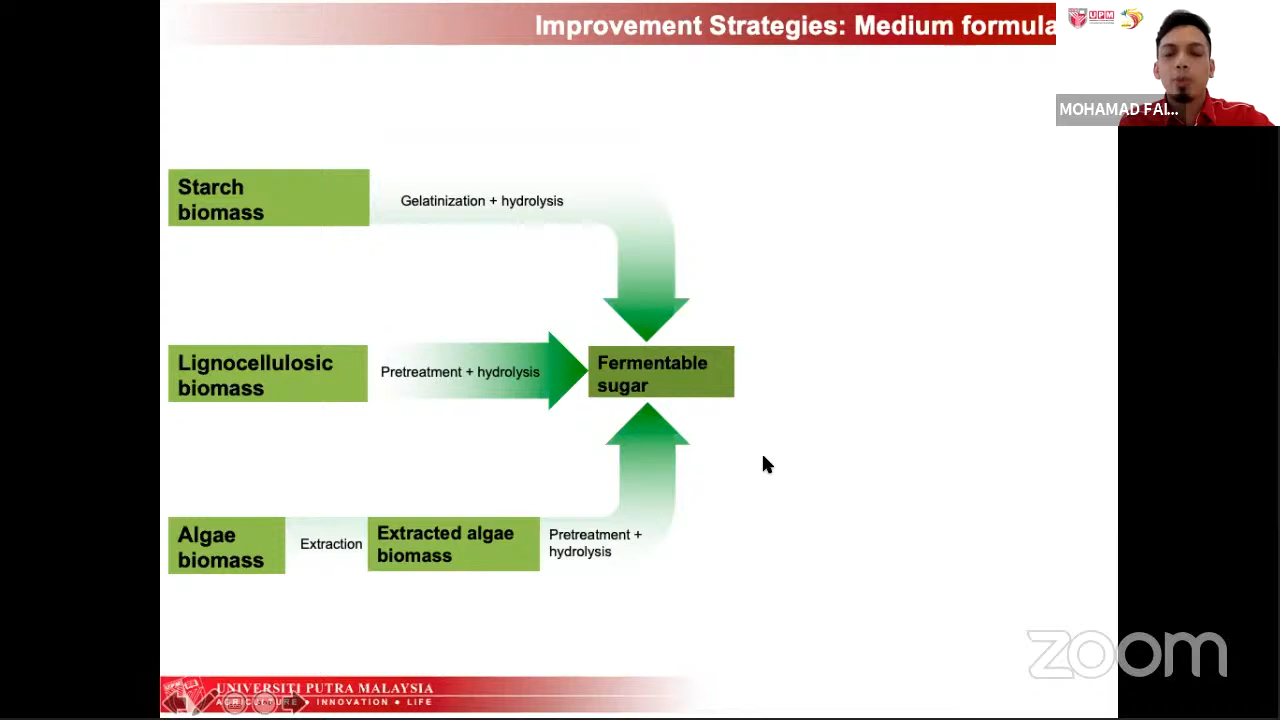 Improvement Strategies: Medium formula
UPM
MOHAMAD FAI...
Starch
biomass
Gelatinization + hydrolysis
Lignocellulosic
biomass
Pretreatment + hydrolysis
Fermentable
sugar
Algae
biomass
Extraction
Extracted algae
biomass
Pretreatment +
hydrolysis
zoom
UNIVERSITI PUTRA MALAYSIA
AGRICULTURE • INNOVATION • LIFE